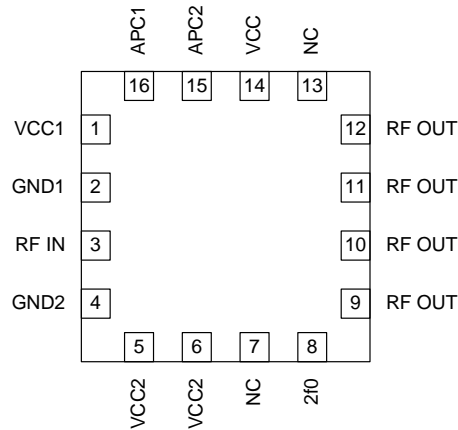 APC1
APC2
VCC
NC
16
15
14
13
VCC1
1
12
RF OUT
GND1
2
11
RF OUT
RF IN
3
10
RF OUT
GND2
4
9
RF OUT
5
6
7
8
VCC2
VCC2
NC
2f0